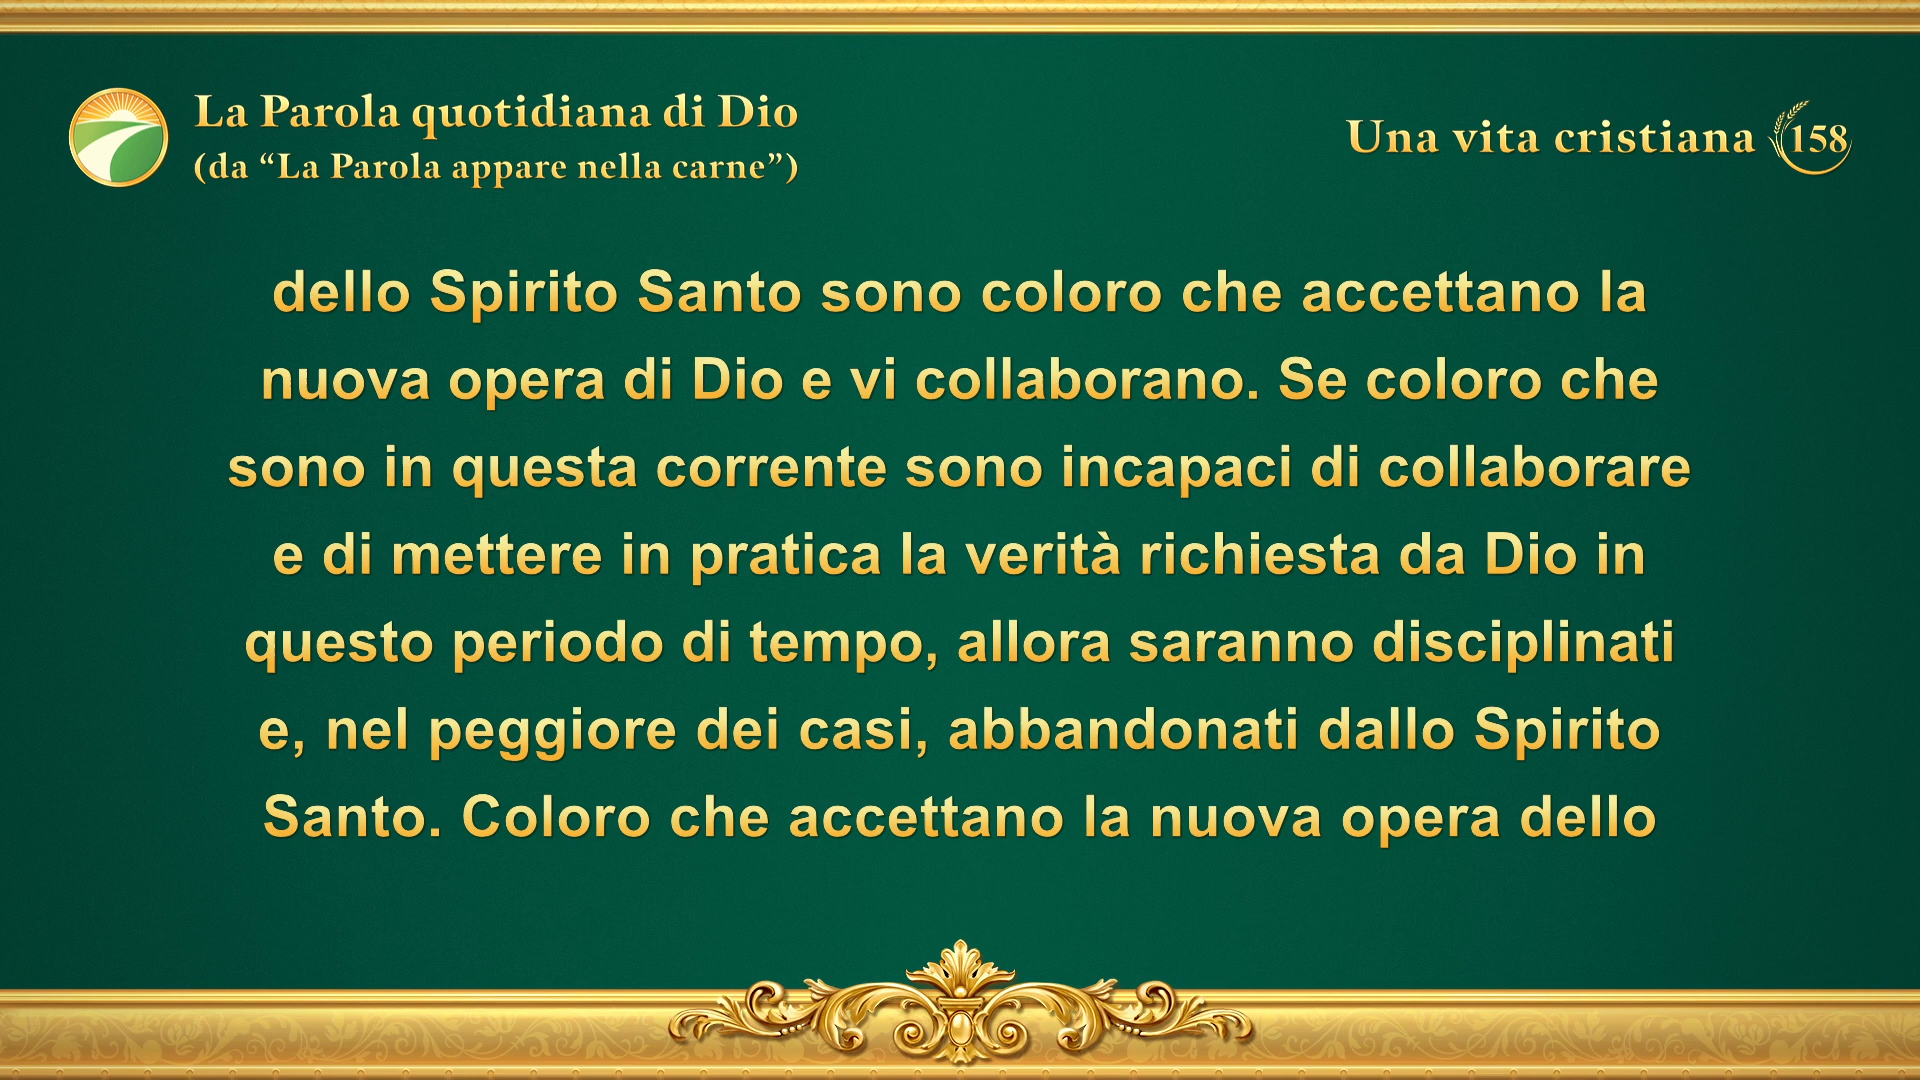 La Parola quotidiana di Dio
(da “La Parola appare nella carne”)
Una vita cristiana 158
dello Spirito Santo sono coloro che accettano la
nuova opera di Dio e vi collaborano. Se coloro che
sono in questa corrente sono incapaci di collaborare
e di mettere in pratica la verità richiesta da Dio in
questo periodo di tempo, allora saranno disciplinati
e, nel peggiore dei casi, abbandonati dallo Spirito
Santo. Coloro che accettano la nuova opera dello